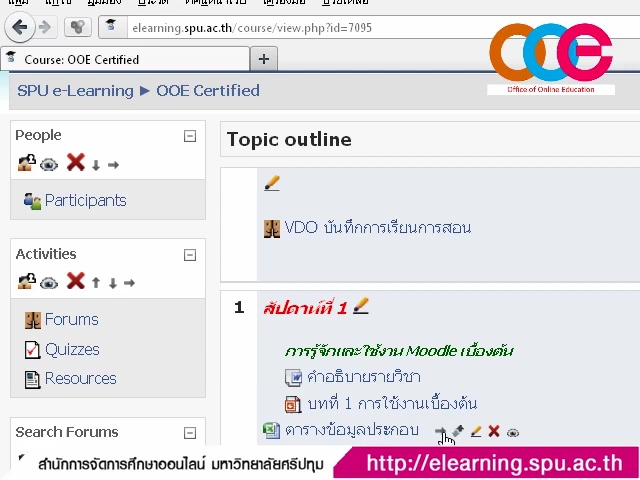 elearning.spu.ac.th/course/view.php?id=7095
Course: OOE Certified
+
OOE
Office of Online Education
SPU e-Learning ► OOE Certified
People
Participants
Activities
Forums
Quizzes
Resources
Search Forums
Topic outline
VDO บันทึกการเรียนการสอน
1
สัปดาห์ที่ 1
การรู้จักและใช้งาน Moodle เบื้องต้น
คำอธิบายรายวิชา
บทที่ 1 การใช้งานเบื้องต้น
ตารางข้อมูลประกอบ
สำนักการจัดการศึกษาออนไลน์ มหาวิทยาลัยศรีปทุม
http://elearning.spu.ac.th